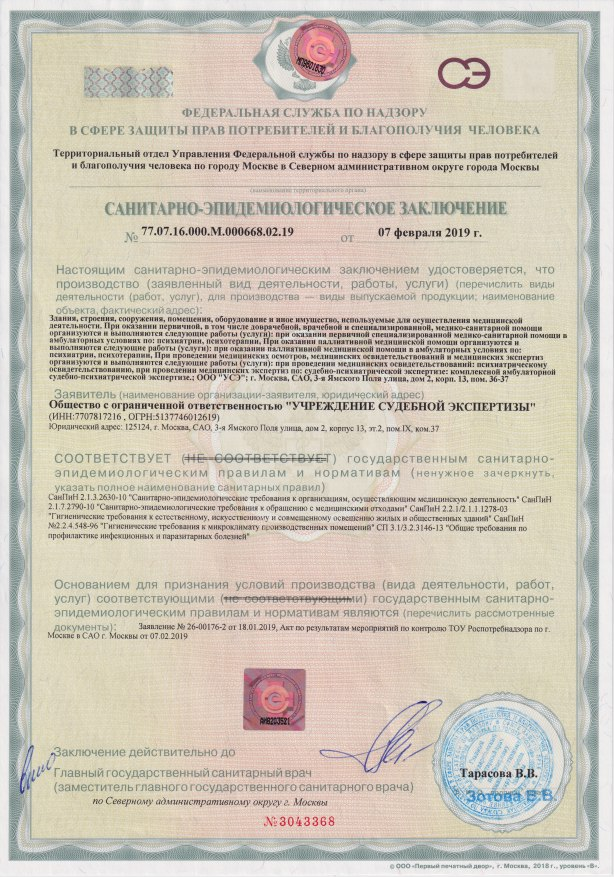 СЭ
ФЕДЕРАЛЬНАЯ СЛУЖБА ПО НАДЗОРУ
В СФЕРЕ ЗАЩИТЫ ПРАВ ПОТРЕБИТЕЛЕЙ И БЛАГОПОЛУЧИЯ ЧЕЛОВЕКА
Территориальный отдел Управления Федеральной службы по надзору в сфере защиты прав потребителей
и благополучия человека по городу Москве в Северном административном округе города Москвы
(наименование территориального органа)
САНИТАРНО-ЭПИДЕМИОЛОГИЧЕСКОЕ ЗАКЛЮЧЕНИЕ
№ 77.07.16.000.М.000668.02.19 от 07 февраля 2019 г.
Настоящим санитарно-эпидемиологическим заключением удостоверяется, что
производство (заявленный вид деятельности, работы, услуги) (перечислить виды
деятельности (работ, услуг), для производства — виды выпускаемой продукции; наименование
объекта, фактический адрес):
Здания, строения, сооружения, помещения, оборудование и иное имущество, используемые для осуществления медицинской
деятельности. При оказании первичной, в том числе доврачебной, врачебной и специализированной, медико-санитарной помощи
организуются и выполняются следующие работы (услуги): при оказании первичной специализированной медико-санитарной помощи в
амбулаторных условиях по: психиатрии, психотерапии. При оказании паллиативной медицинской помощи организуются и
выполняются следующие работы (услуги): при оказании паллиативной медицинской помощи в амбулаторных условиях по:
психиатрии, психотерапии. При проведении медицинских осмотров, медицинских освидетельствований и медицинских экспертиз
организуются и выполняются следующие работы (услуги): при проведении медицинских освидетельствований: психиатрическому
освидетельствованию, при проведении медицинских экспертиз по: судебно-психиатрической экспертизе: комплексной амбулаторной
судебно-психиатрической экспертизе.; ООО "УСЭ"; г. Москва, САО, 3-я Ямского Поля улица, дом 2, корп. 13, пом. 36-37
Заявитель (наименование организации-заявителя, юридический адрес)
Общество с ограниченной ответственностью "УЧРЕЖДЕНИЕ СУДЕБНОЙ ЭКСПЕРТИЗЫ"
(ИНН:7707817216 , ОГРН:5137746012619)
Юридический адрес: 125124, г. Москва, САО, 3-я Ямского Поля улица, дом 2, корпус 13, эт.2, пом.IX, ком.37
СООТВЕТСТВУЕТ (НЕ СООТВЕТСТВУЕТ) государственным санитарно-
эпидемиологическим правилам и нормативам (ненужное зачеркнуть,
указать полное наименование санитарных правил)
СанПиН 2.1.3.2630-10 "Санитарно-эпидемиологические требования к организациям, осуществляющим медицинскую деятельность" СанПиН
2.1.7.2790-10 "Санитарно-эпидемиологические требования к обращению с медицинскими отходами" СанПиН 2.2.1/2.1.1.1278-03
"Гигиенические требования к естественному, искусственному и совмещенному освещению жилых и общественных зданий" СанПиН
№2.2.4.548-96 "Гигиенические требования к микроклимату производственных помещений" СП 3.1/3.2.3146-13 "Общие требования по
профилактике инфекционных и паразитарных болезней"
Основанием для признания условий производства (вида деятельности, работ,
услуг) соответствующими (не соответствующими) государственным санитарно-
эпидемиологическим правилам и нормативам являются (перечислить рассмотренные
документы): Заявление № 26-00176-2 от 18.01.2019, Акт по результатам мероприятий по контролю ТОУ Роспотребнадзора по г.
Москве в САО г. Москвы от 07.02.2019
АИ6203521
Заключение действительно до
Главный государственный санитарный врач
(заместитель главного государственного санитарного врача)
Тарасова В.В.
Зотова В.В.
по Северному административному округу г. Москвы
№3043368
© ООО «Первый печатный двор», г. Москва, 2018 г., уровень «В».